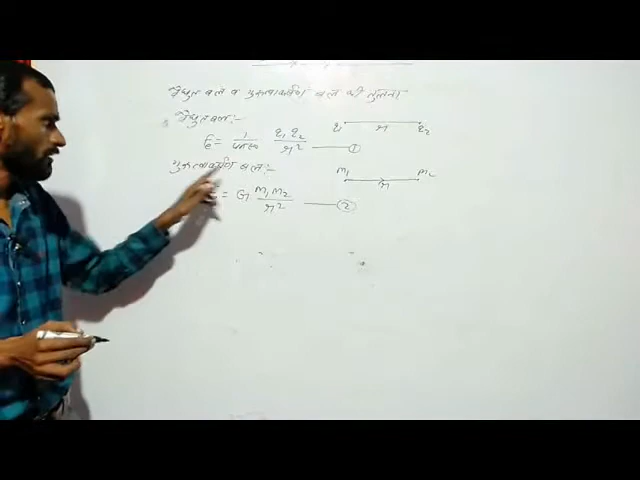 वैधुत बल व गुरुत्वाकर्षण बल की तुलना
वैधुत बल :-
q₁ r q₂
Fe = 1/4πε₀ q₁q₂/r² —— ①
गुरुत्वाकर्षण बल :-
m₁ r m₂
= G m₁m₂/r² —— ②